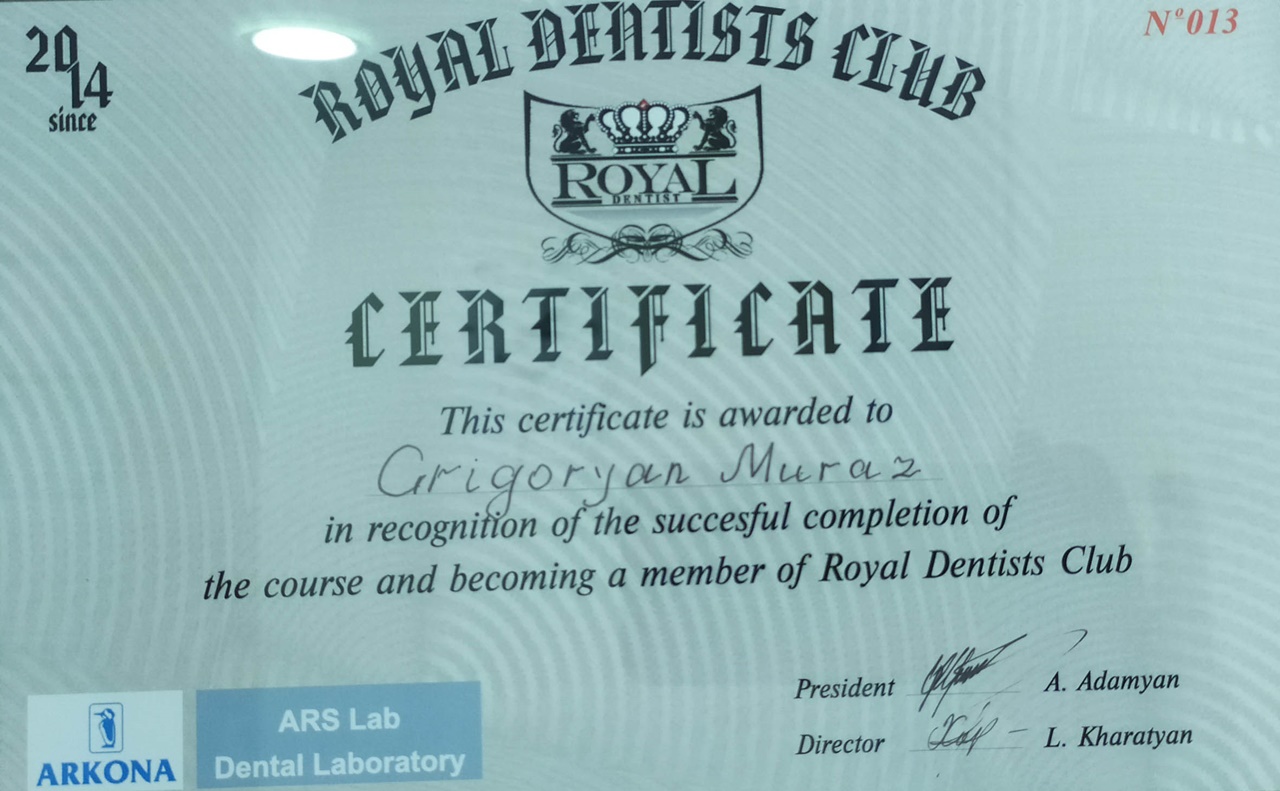 Nº013
2014
since
ROYAL DENTISTS CLUB
ROYAL
DENTIST
CERTIFICATE
This certificate is awarded to
Grigoryan Muraz
in recognition of the succesful completion of
the course and becoming a member of Royal Dentists Club
President A. Adamyan
Director L. Kharatyan
ARKONA
ARS Lab
Dental Laboratory